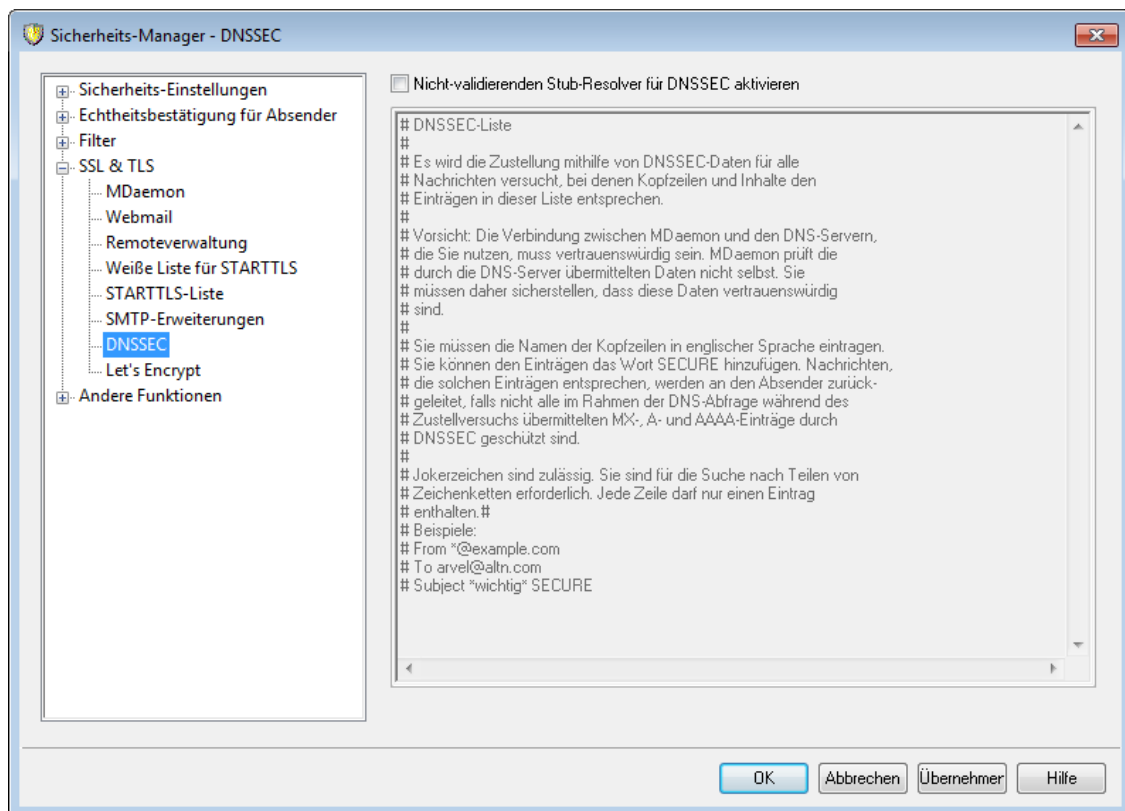 Sicherheits-Manager - DNSSEC
Sicherheits-Einstellungen
Echtheitsbestätigung für Absender
Filter
SSL & TLS
MDaemon
Webmail
Remoteverwaltung
Weiße Liste für STARTTLS
STARTTLS-Liste
SMTP-Erweiterungen
DNSSEC
Let's Encrypt
Andere Funktionen
Nicht-validierenden Stub-Resolver für DNSSEC aktivieren
# DNSSEC-Liste
#
# Es wird die Zustellung mithilfe von DNSSEC-Daten für alle
# Nachrichten versucht, bei denen Kopfzeilen und Inhalte den
# Einträgen in dieser Liste entsprechen.
#
# Vorsicht: Die Verbindung zwischen MDaemon und den DNS-Servern,
# die Sie nutzen, muss vertrauenswürdig sein. MDaemon prüft die
# durch die DNS-Server übermittelten Daten nicht selbst. Sie
# müssen daher sicherstellen, dass diese Daten vertrauenswürdig
# sind.
#
# Sie müssen die Namen der Kopfzeilen in englischer Sprache eintragen.
# Sie können den Einträgen das Wort SECURE hinzufügen. Nachrichten,
# die solchen Einträgen entsprechen, werden an den Absender zurück-
# geleitet, falls nicht alle im Rahmen der DNS-Abfrage während des
# Zustellversuchs übermittelten MX-, A- und AAAA-Einträge durch
# DNSSEC geschützt sind.
#
# Jokerzeichen sind zulässig. Sie sind für die Suche nach Teilen von
# Zeichenketten erforderlich. Jede Zeile darf nur einen Eintrag
# enthalten.#
# Beispiele:
# From *@example.com
# To arvel@altn.com
# Subject *wichtig* SECURE
OK
Abbrechen
Übernehmer
Hilfe